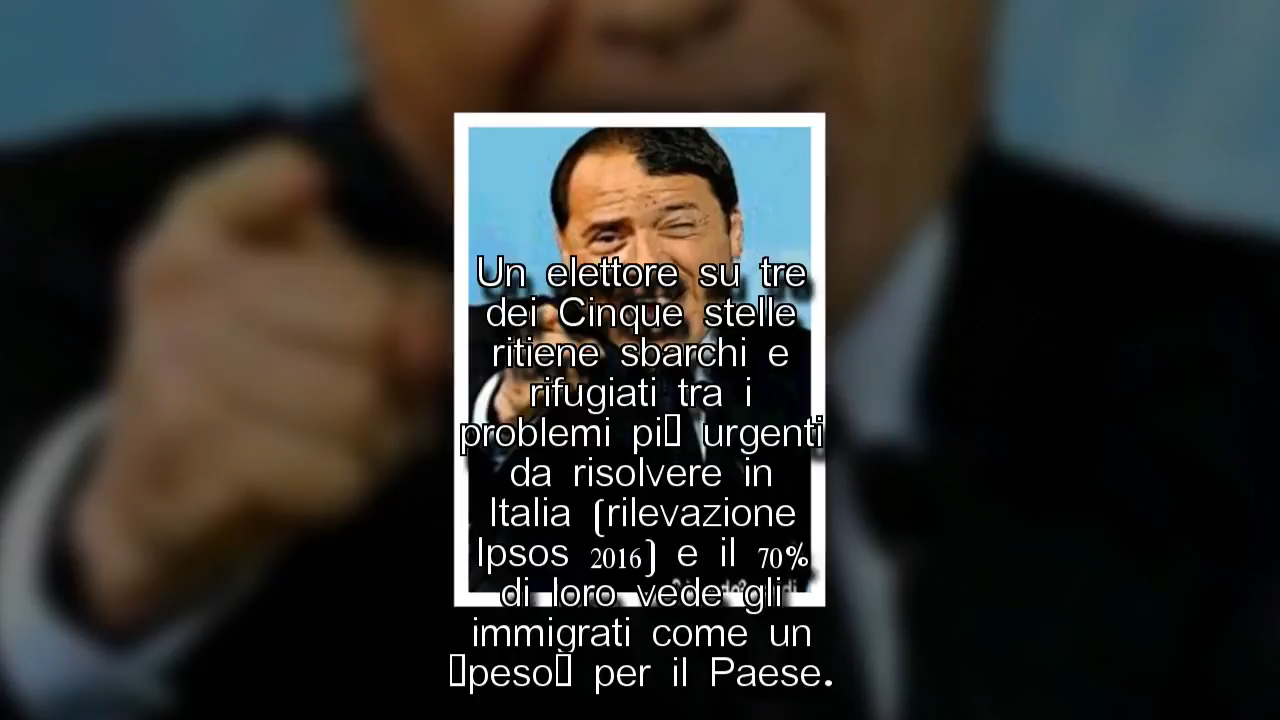 Un elettore su tre
dei Cinque stelle
ritiene sbarchi e
rifugiati tra i
problemi pi▯ urgenti
da risolvere in
Italia (rilevazione
Ipsos 2016) e il 70%
di loro vede gli
immigrati come un
▯peso▯ per il Paese.